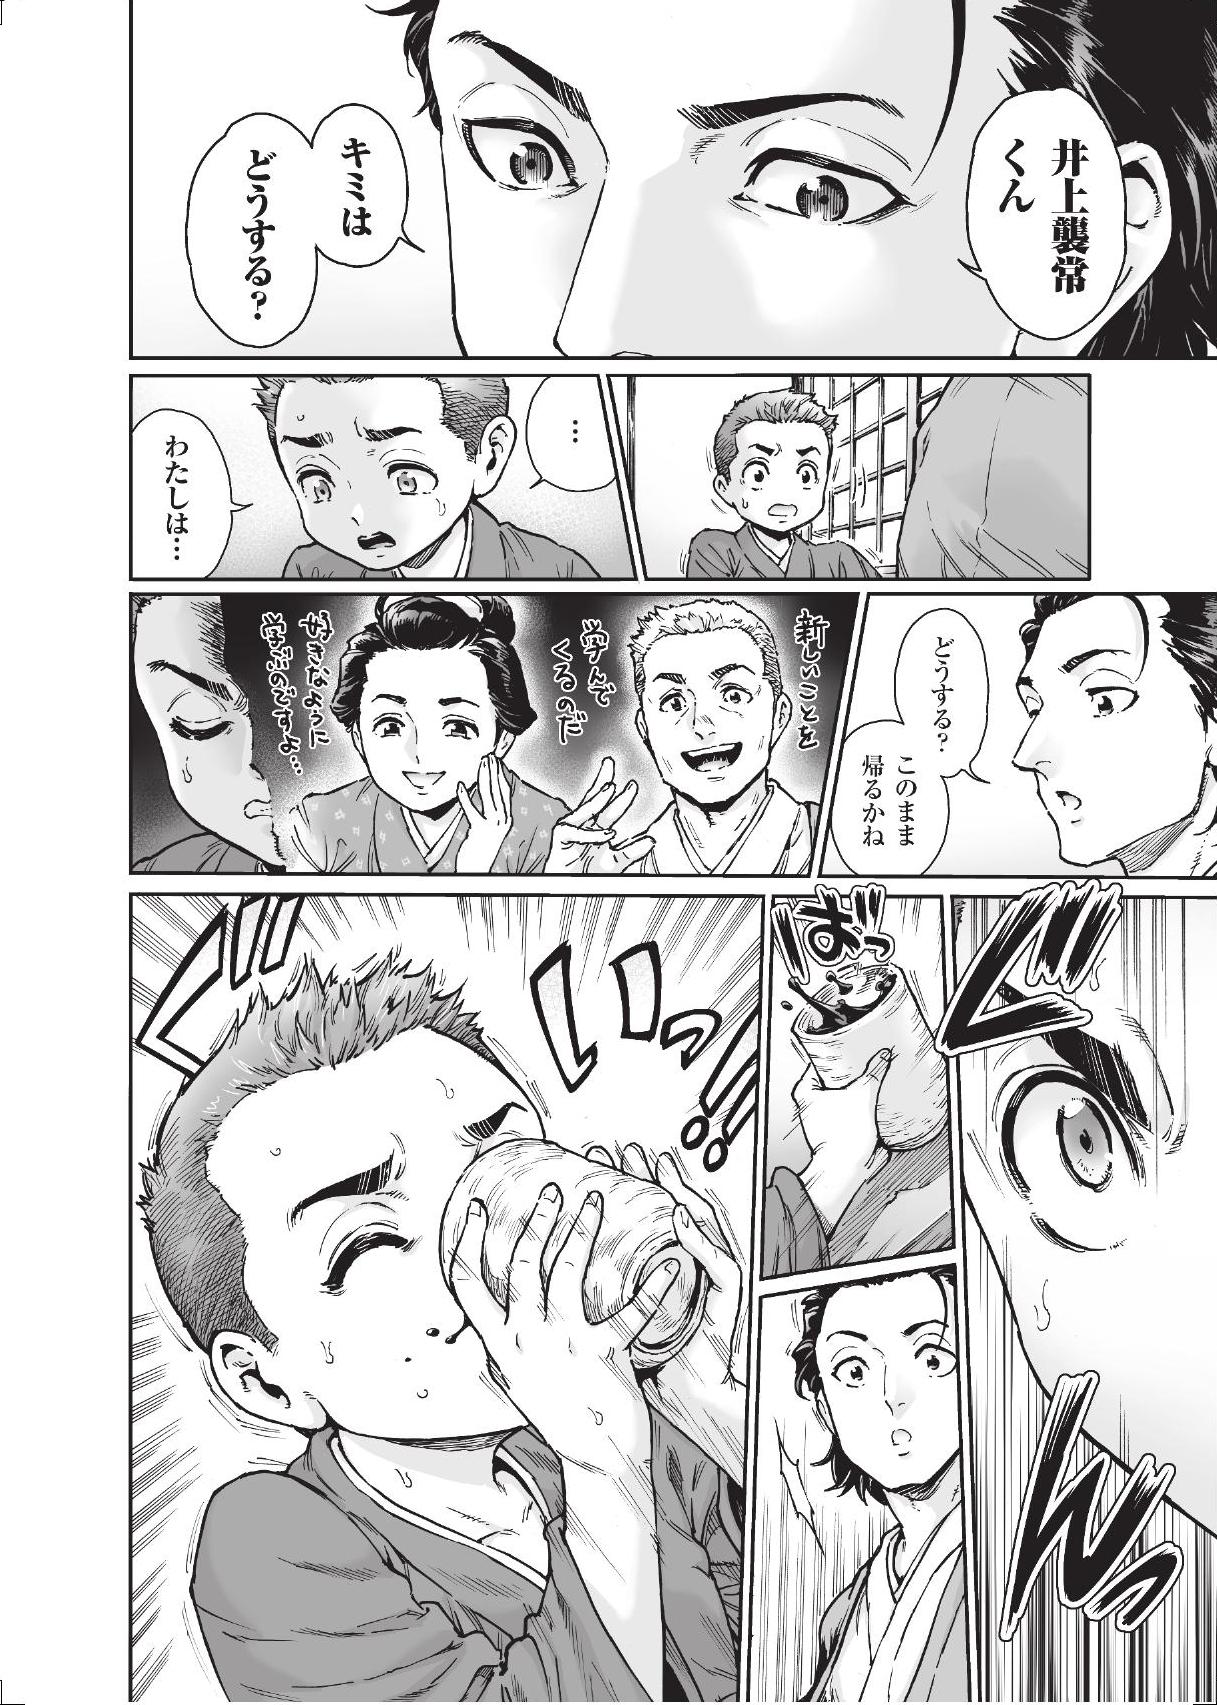 井上襲常
くん
キミは
どうする？
…
わたしは…
どうする？
このまま
帰るかね
新しいことを
学んで
くるのだ
好きなように
学ぶのですよ…
ぐんっ
ばっ
ぐいっ!!